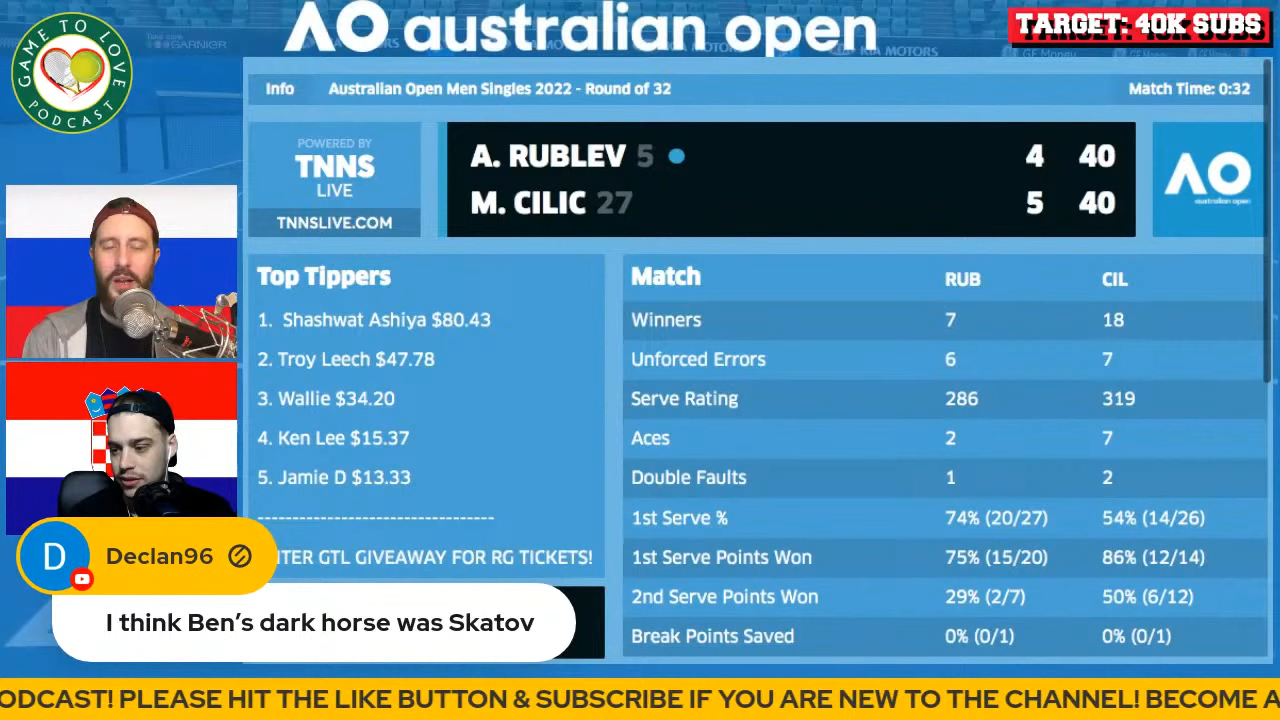 GAME TO LOVE
PODCAST
AO australian open
TARGET: 40K SUBS
KIA MOTORS
Info
Australian Open Men Singles 2022 - Round of 32
Match Time: 0:32
POWERED BY
TNNS
LIVE
TNNSLIVE.COM
A. RUBLEV 5 4 40
M. CILIC 27 5 40
AO
australian open
Top Tippers
1. Shashwat Ashiya $80.43
2. Troy Leech $47.78
3. Wallie $34.20
4. Ken Lee $15.37
5. Jamie D $13.33
----------------------------------
NTER GTL GIVEAWAY FOR RG TICKETS!
Match RUB CIL
Winners 7 18
Unforced Errors 6 7
Serve Rating 286 319
Aces 2 7
Double Faults 1 2
1st Serve % 74% (20/27) 54% (14/26)
1st Serve Points Won 75% (15/20) 86% (12/14)
2nd Serve Points Won 29% (2/7) 50% (6/12)
Break Points Saved 0% (0/1) 0% (0/1)
D
Declan96
I think Ben's dark horse was Skatov
ODCAST! PLEASE HIT THE LIKE BUTTON & SUBSCRIBE IF YOU ARE NEW TO THE CHANNEL! BECOME A